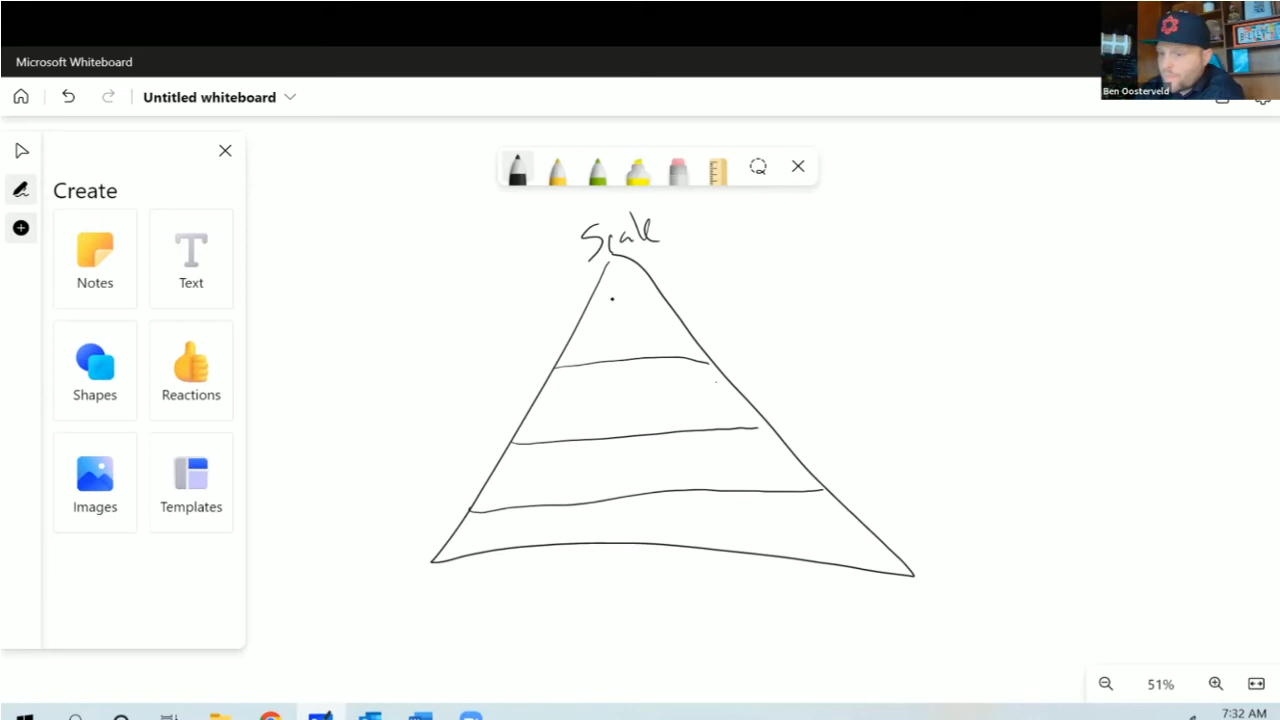 Ben Oosterveld
Microsoft Whiteboard
Untitled whiteboard
Create
Notes
Text
Shapes
Reactions
Images
Templates
Scale
51%
7:32 AM